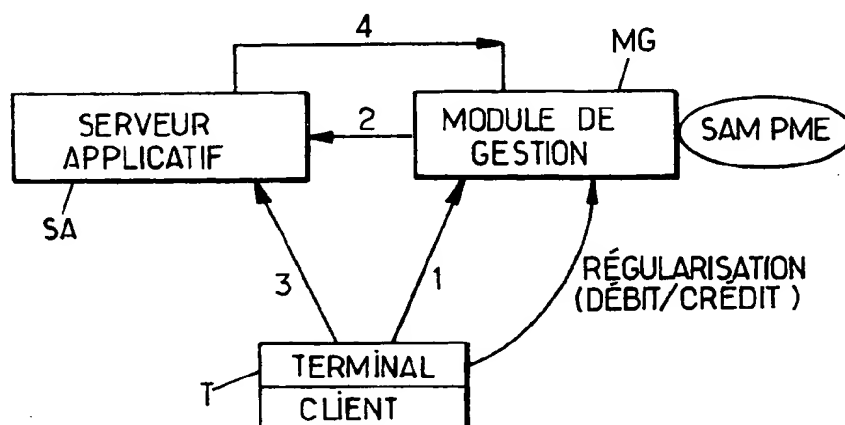 4
MG
SERVEUR
APPLICATIF
2
MODULE DE
GESTION
SAM PME
SA
3
1
RÉGULARISATION
(DÉBIT/CRÉDIT)
T
TERMINAL
CLIENT